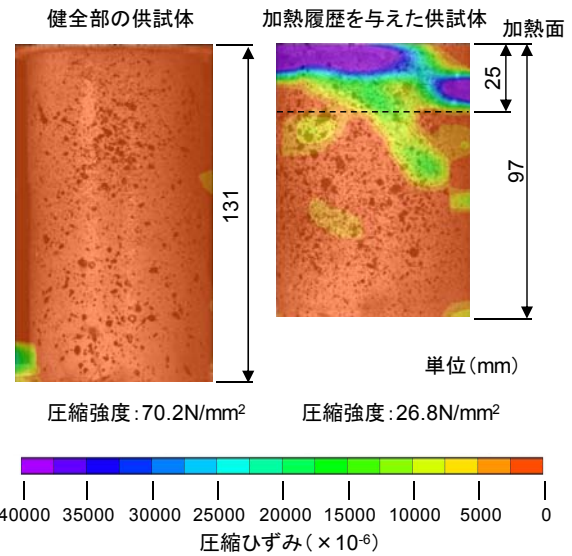 健全部の供試体
加熱履歴を与えた供試体
加熱面
25
131
97
単位(mm)
圧縮強度:70.2N/mm²
圧縮強度:26.8N/mm²
40000 35000 30000 25000 20000 15000 10000 5000 0
圧縮ひずみ(×10⁻⁶)